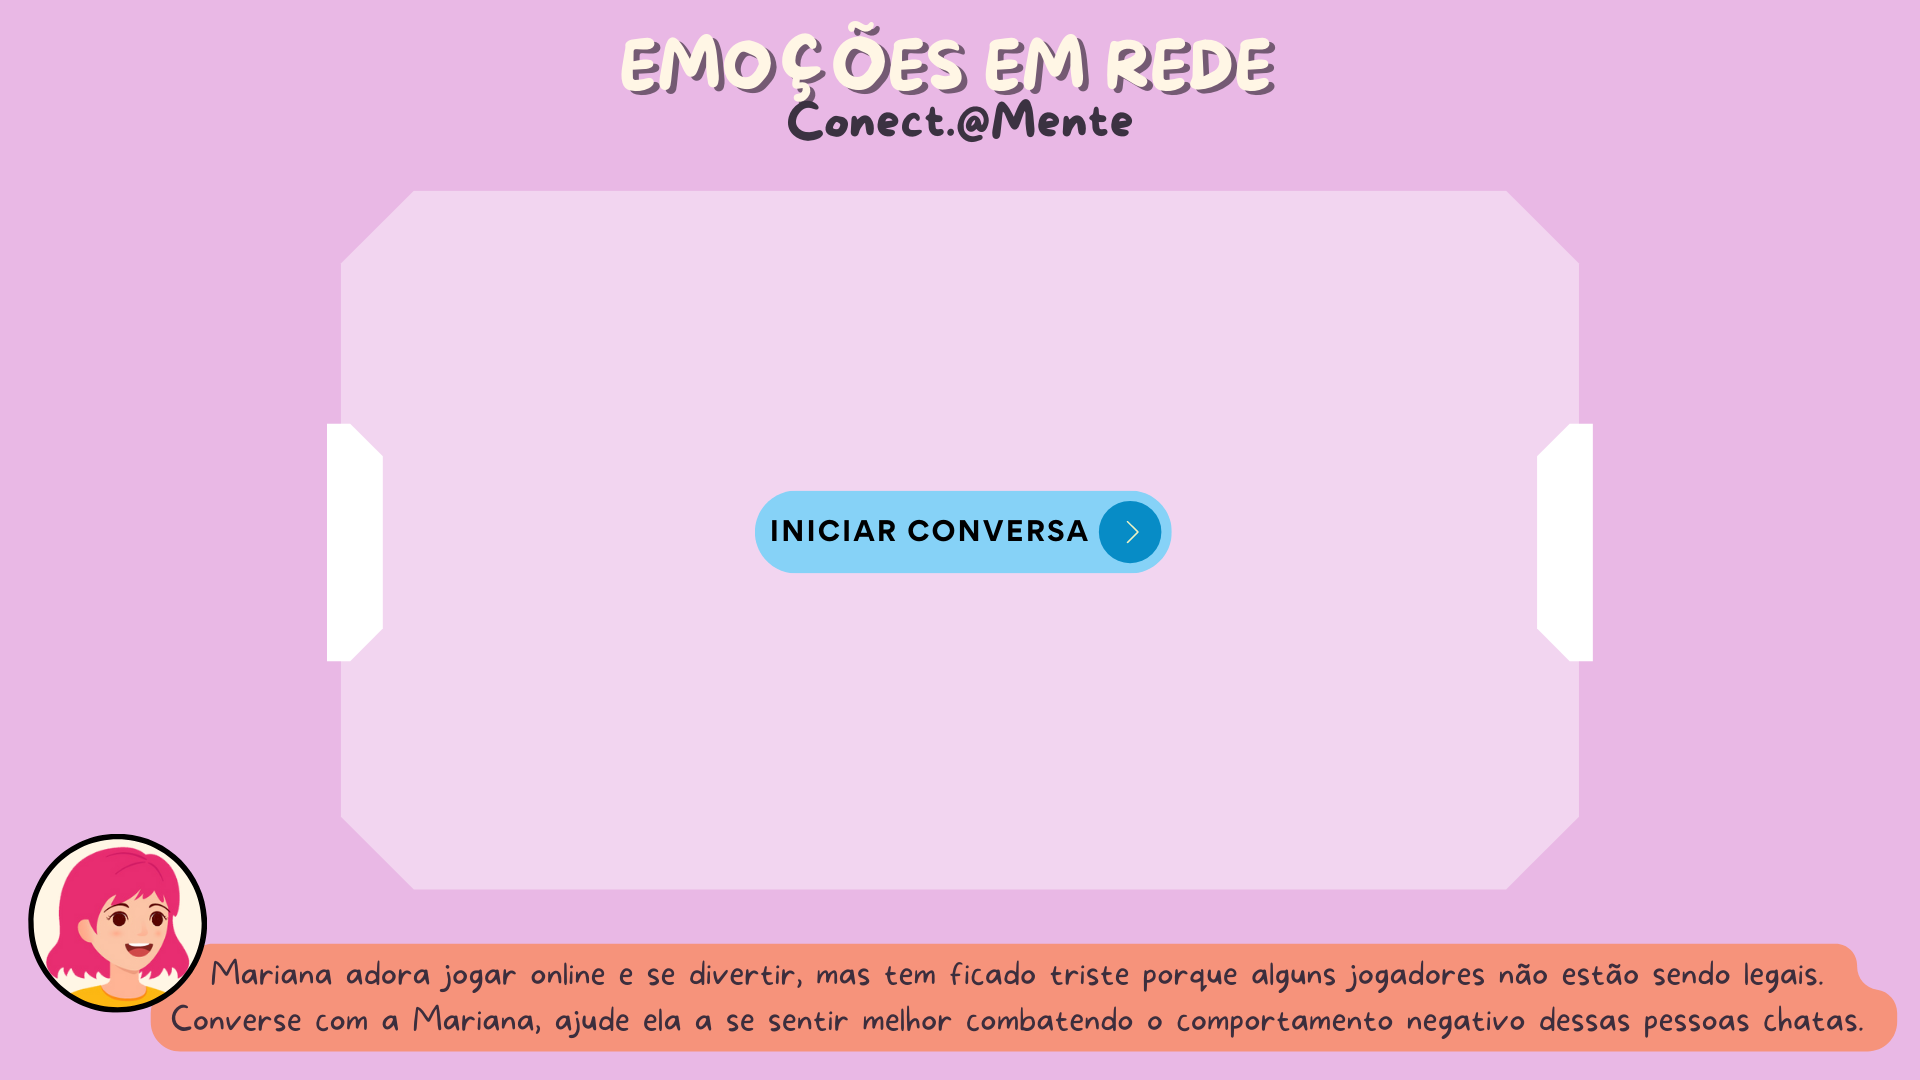 EMOÇÕES EM REDE
Conect.@Mente
INICIAR CONVERSA
Mariana adora jogar online e se divertir, mas tem ficado triste porque alguns jogadores não estão sendo legais.
Converse com a Mariana, ajude ela a se sentir melhor combatendo o comportamento negativo dessas pessoas chatas.